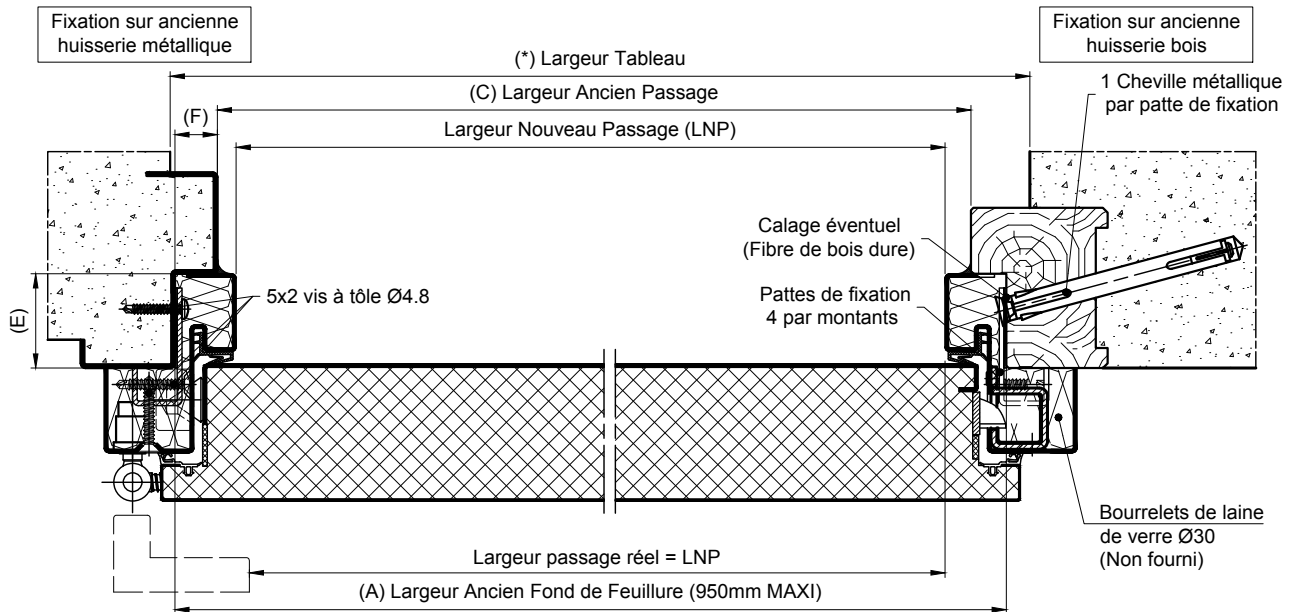 Fixation sur ancienne
huisserie métallique
Fixation sur ancienne
huisserie bois
(*) Largeur Tableau
1 Cheville métallique
par patte de fixation
(C) Largeur Ancien Passage
(F)
Largeur Nouveau Passage (LNP)
Calage éventuel
(Fibre de bois dure)
(E)
5x2 vis à tôle Ø4.8
Pattes de fixation
4 par montants
Bourrelets de laine
de verre Ø30
(Non fourni)
Largeur passage réel = LNP
(A) Largeur Ancien Fond de Feuillure (950mm MAXI)